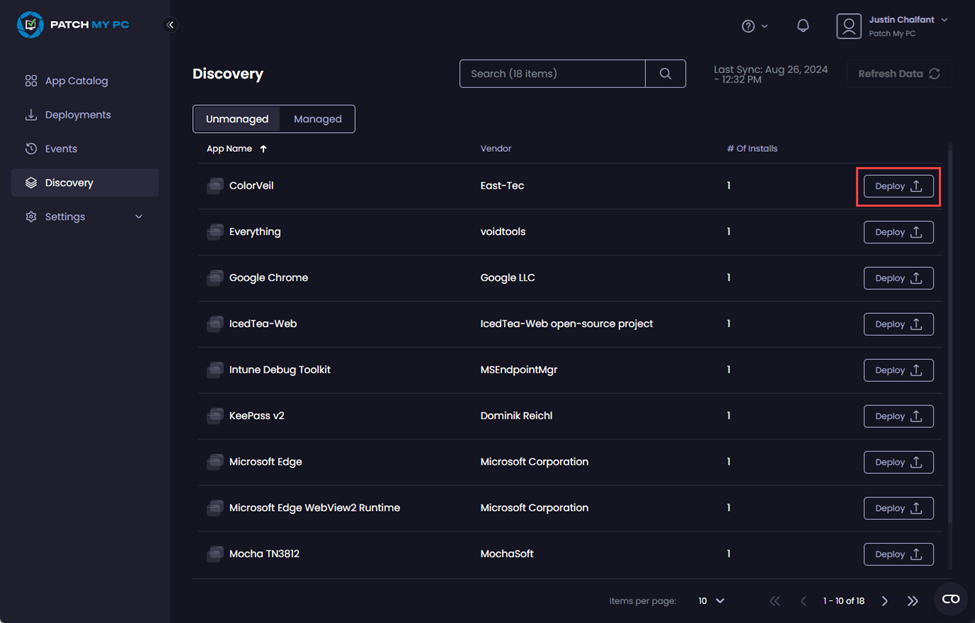 PATCH MY PC
Justin Chalfant
Patch My PC
App Catalog
Deployments
Events
Discovery
Settings
Discovery
Search (18 items)
Last Sync: Aug 26, 2024
- 12:32 PM
Refresh Data
Unmanaged Managed
App Name Vendor # Of Installs
ColorVeil East-Tec 1 Deploy
Everything voidtools 1 Deploy
Google Chrome Google LLC 1 Deploy
IcedTea-Web IcedTea-Web open-source project 1 Deploy
Intune Debug Toolkit MSEndpointMgr 1 Deploy
KeePass v2 Dominik Reichl 1 Deploy
Microsoft Edge Microsoft Corporation 1 Deploy
Microsoft Edge WebView2 Runtime Microsoft Corporation 1 Deploy
Mocha TN3812 MochaSoft 1 Deploy
Items per page: 10 1 - 10 of 18